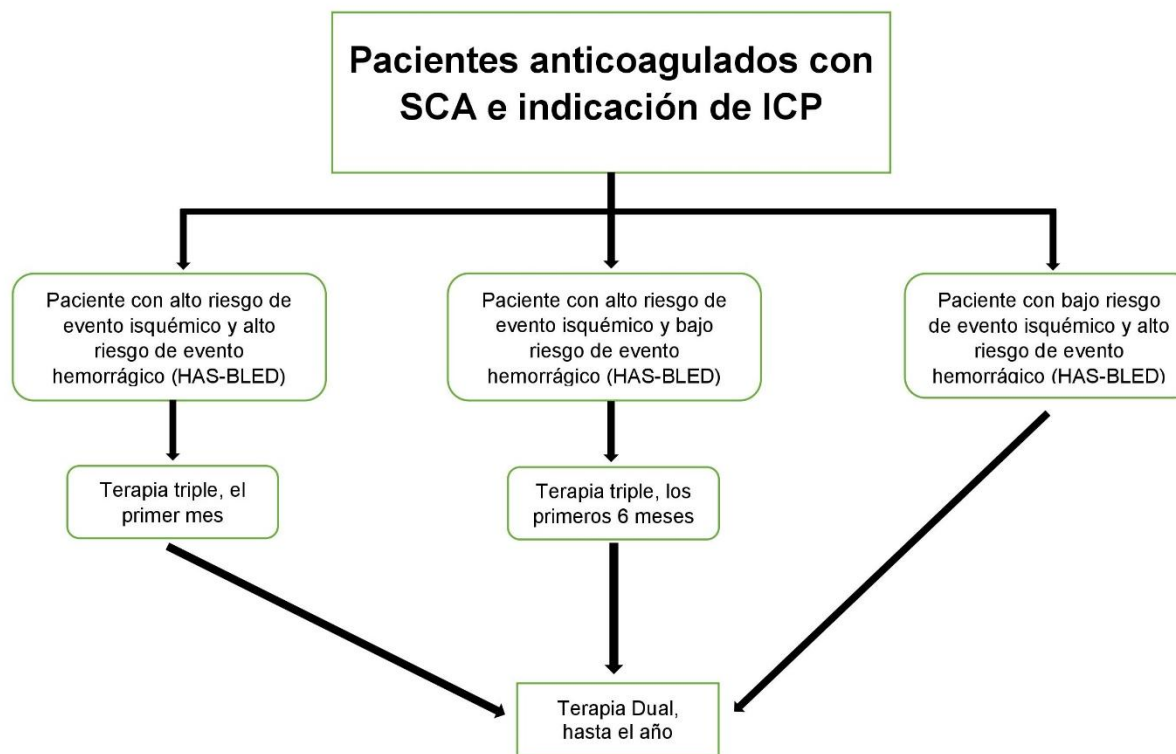 Pacientes anticoagulados con
SCA e indicación de ICP
Paciente con alto riesgo de
evento isquémico y alto
riesgo de evento
hemorrágico (HAS-BLED)
Paciente con alto riesgo de
evento isquémico y bajo
riesgo de evento
hemorrágico (HAS-BLED)
Paciente con bajo riesgo
de evento isquémico y alto
riesgo de evento
hemorrágico (HAS-BLED)
Terapia triple, el
primer mes
Terapia triple, los
primeros 6 meses
Terapia Dual,
hasta el año